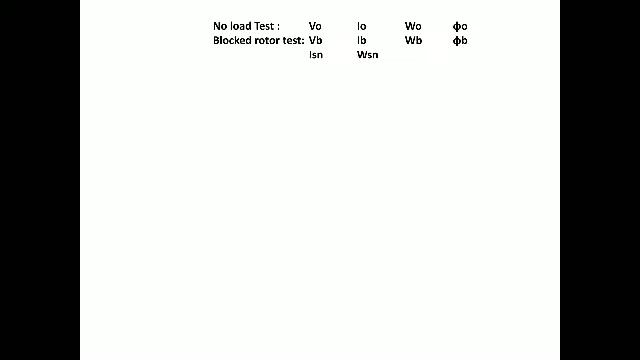 No load Test : Vo Io Wo ϕo
Blocked rotor test: Vb Ib Wb ϕb
Isn Wsn